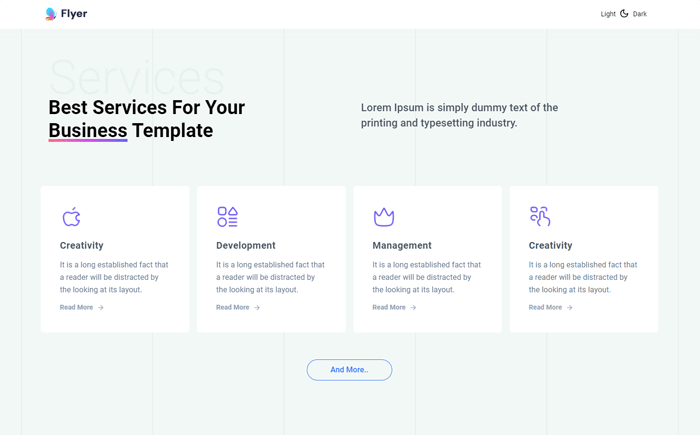 Flyer
Light Dark
Services
Best Services For Your
Business Template
Lorem Ipsum is simply dummy text of the
printing and typesetting industry.
Creativity
It is a long established fact that
a reader will be distracted by
the looking at its layout.
Read More
Development
It is a long established fact that
a reader will be distracted by
the looking at its layout.
Read More
Management
It is a long established fact that
a reader will be distracted by
the looking at its layout.
Read More
Creativity
It is a long established fact that
a reader will be distracted by
the looking at its layout.
Read More
And More..